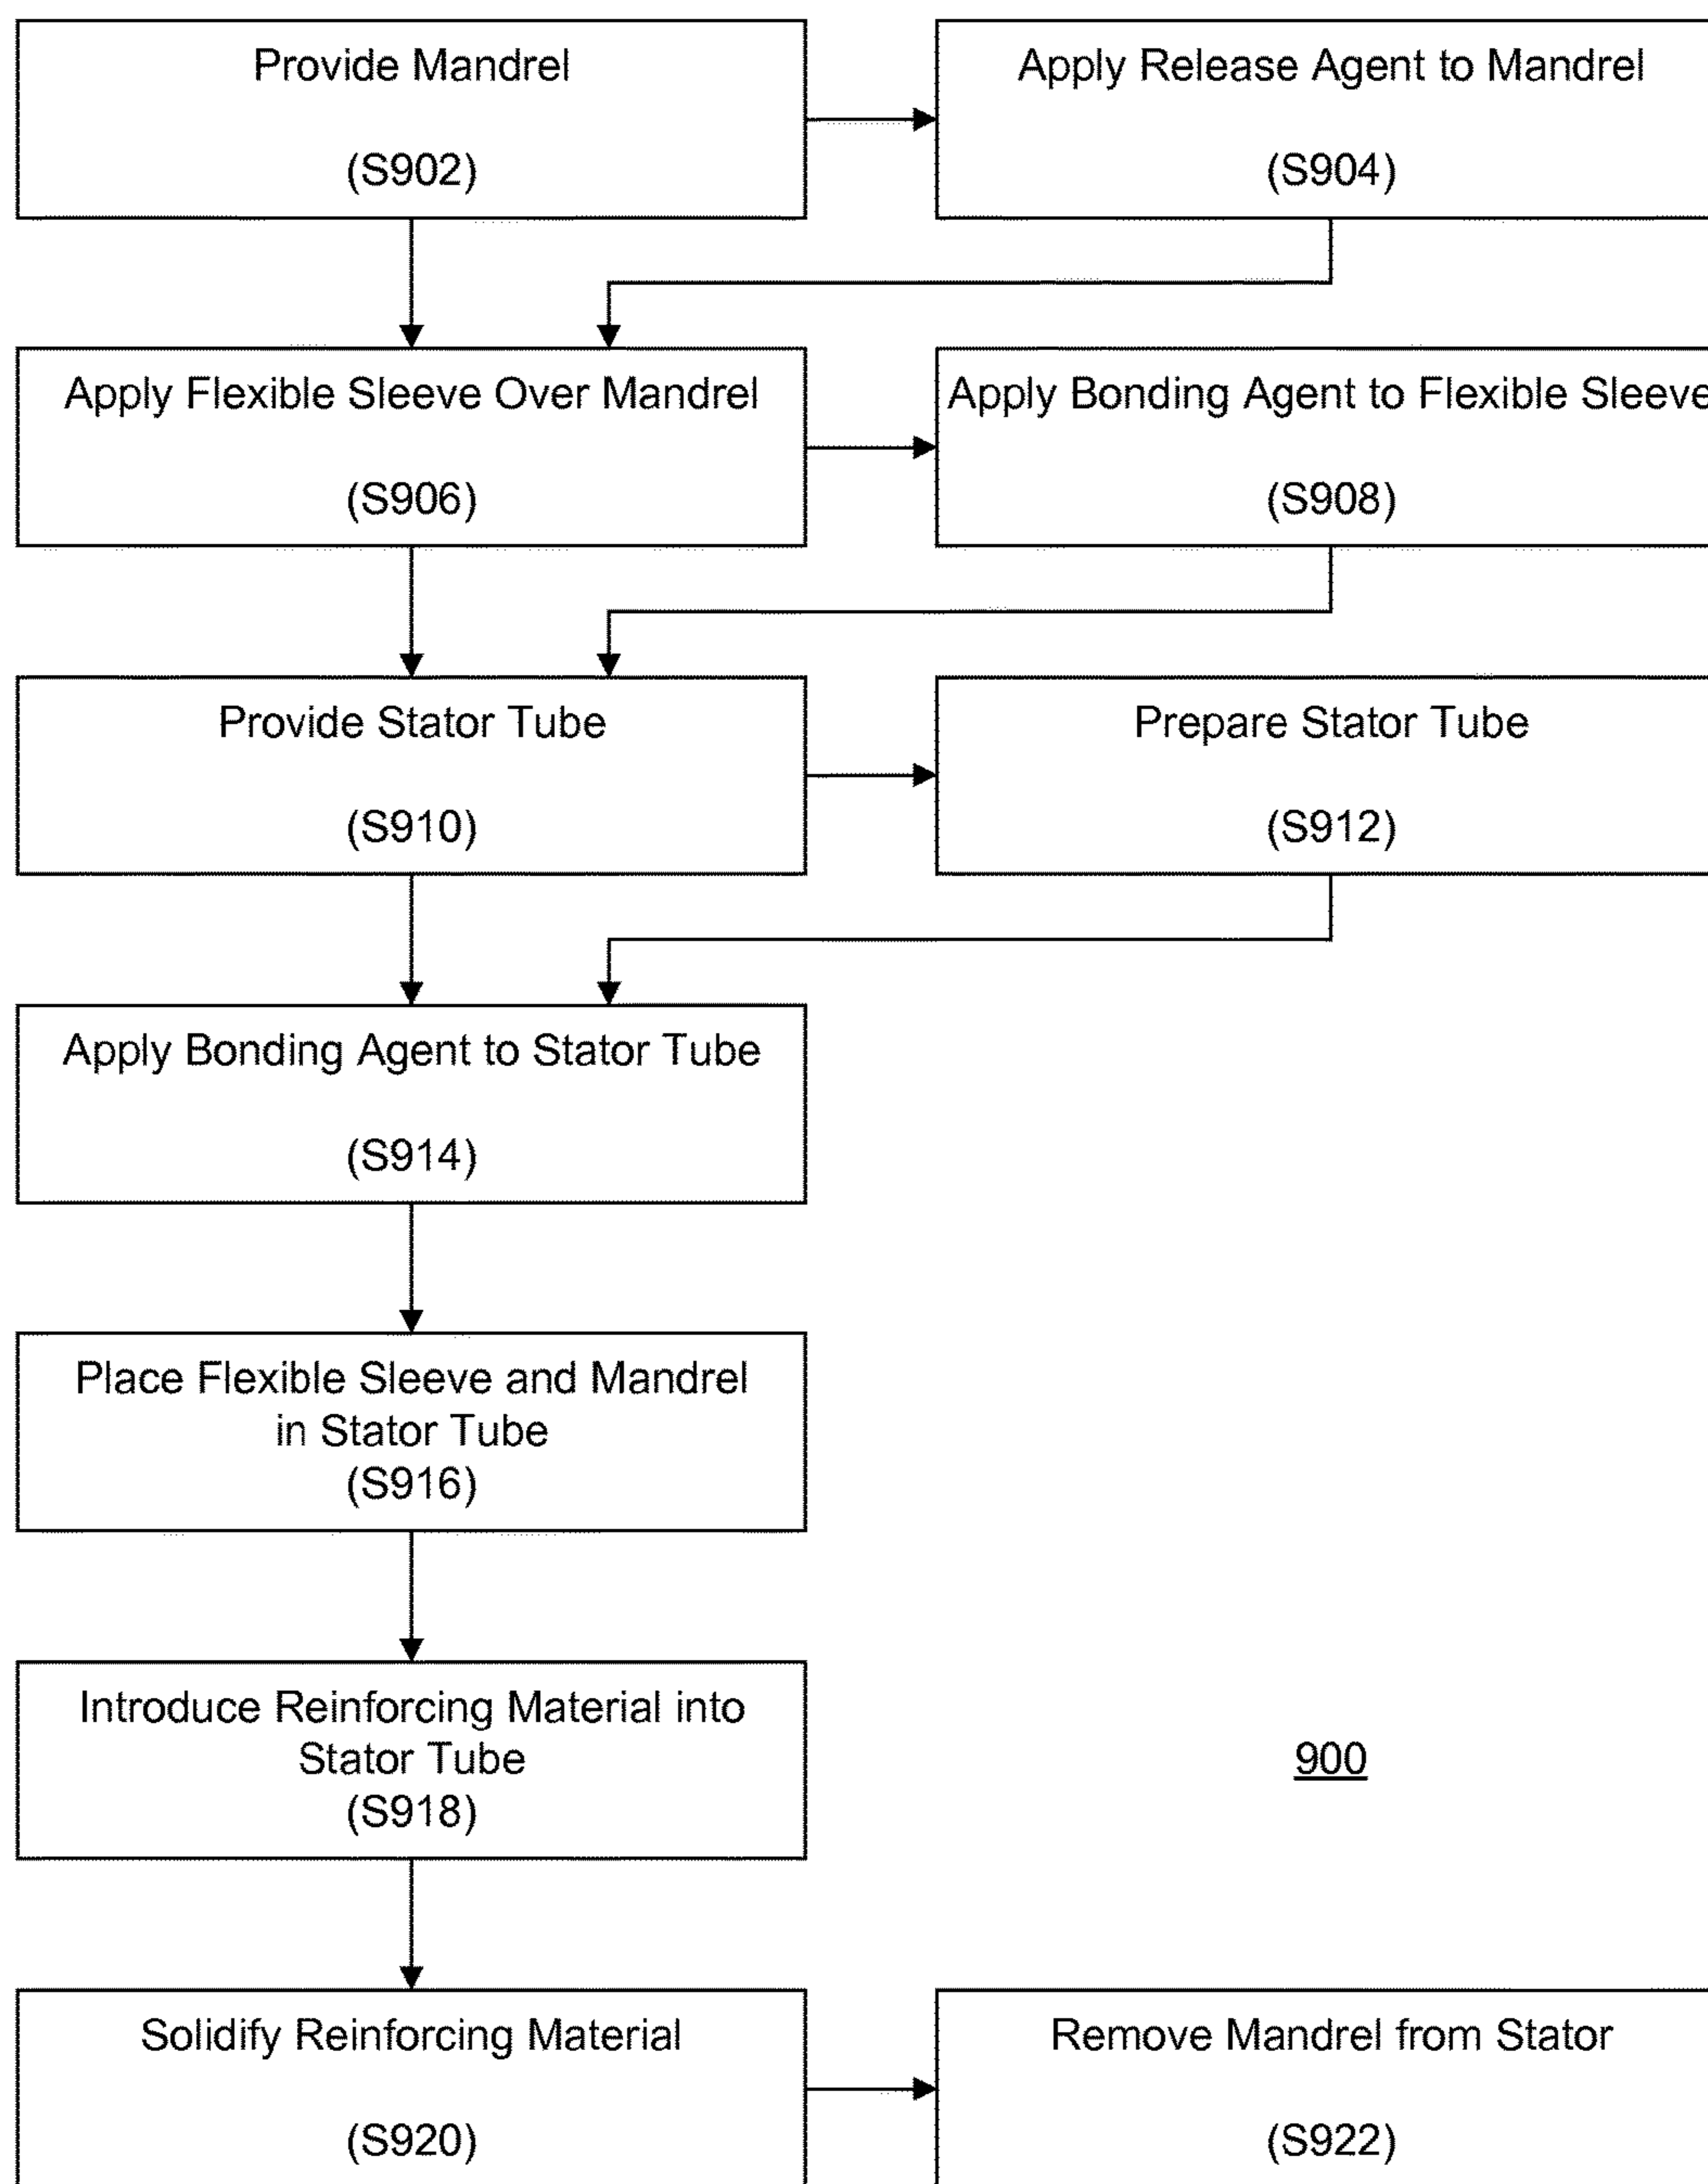 Provide Mandrel
(S902)
Apply Release Agent to Mandrel
(S904)
Apply Flexible Sleeve Over Mandrel
(S906)
Apply Bonding Agent to Flexible Sleeve
(S908)
Provide Stator Tube
(S910)
Prepare Stator Tube
(S912)
Apply Bonding Agent to Stator Tube
(S914)
Place Flexible Sleeve and Mandrel
in Stator Tube
(S916)
Introduce Reinforcing Material into
Stator Tube
(S918)
900
Solidify Reinforcing Material
(S920)
Remove Mandrel from Stator
(S922)